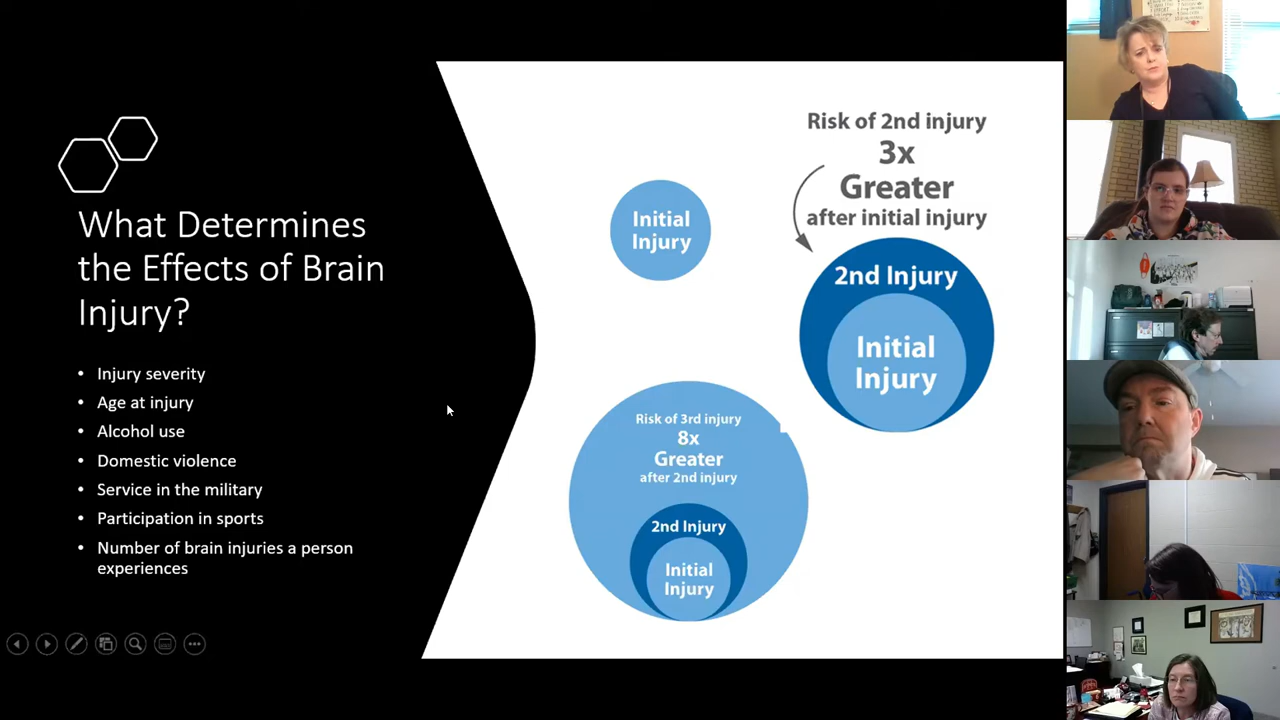 What Determines
the Effects of Brain
Injury?
• Injury severity
• Age at injury
• Alcohol use
• Domestic violence
• Service in the military
• Participation in sports
• Number of brain injuries a person
experiences
Initial
Injury
Risk of 2nd injury
3x
Greater
after initial injury
2nd Injury
Initial
Injury
Risk of 3rd injury
8x
Greater
after 2nd injury
2nd Injury
Initial
Injury